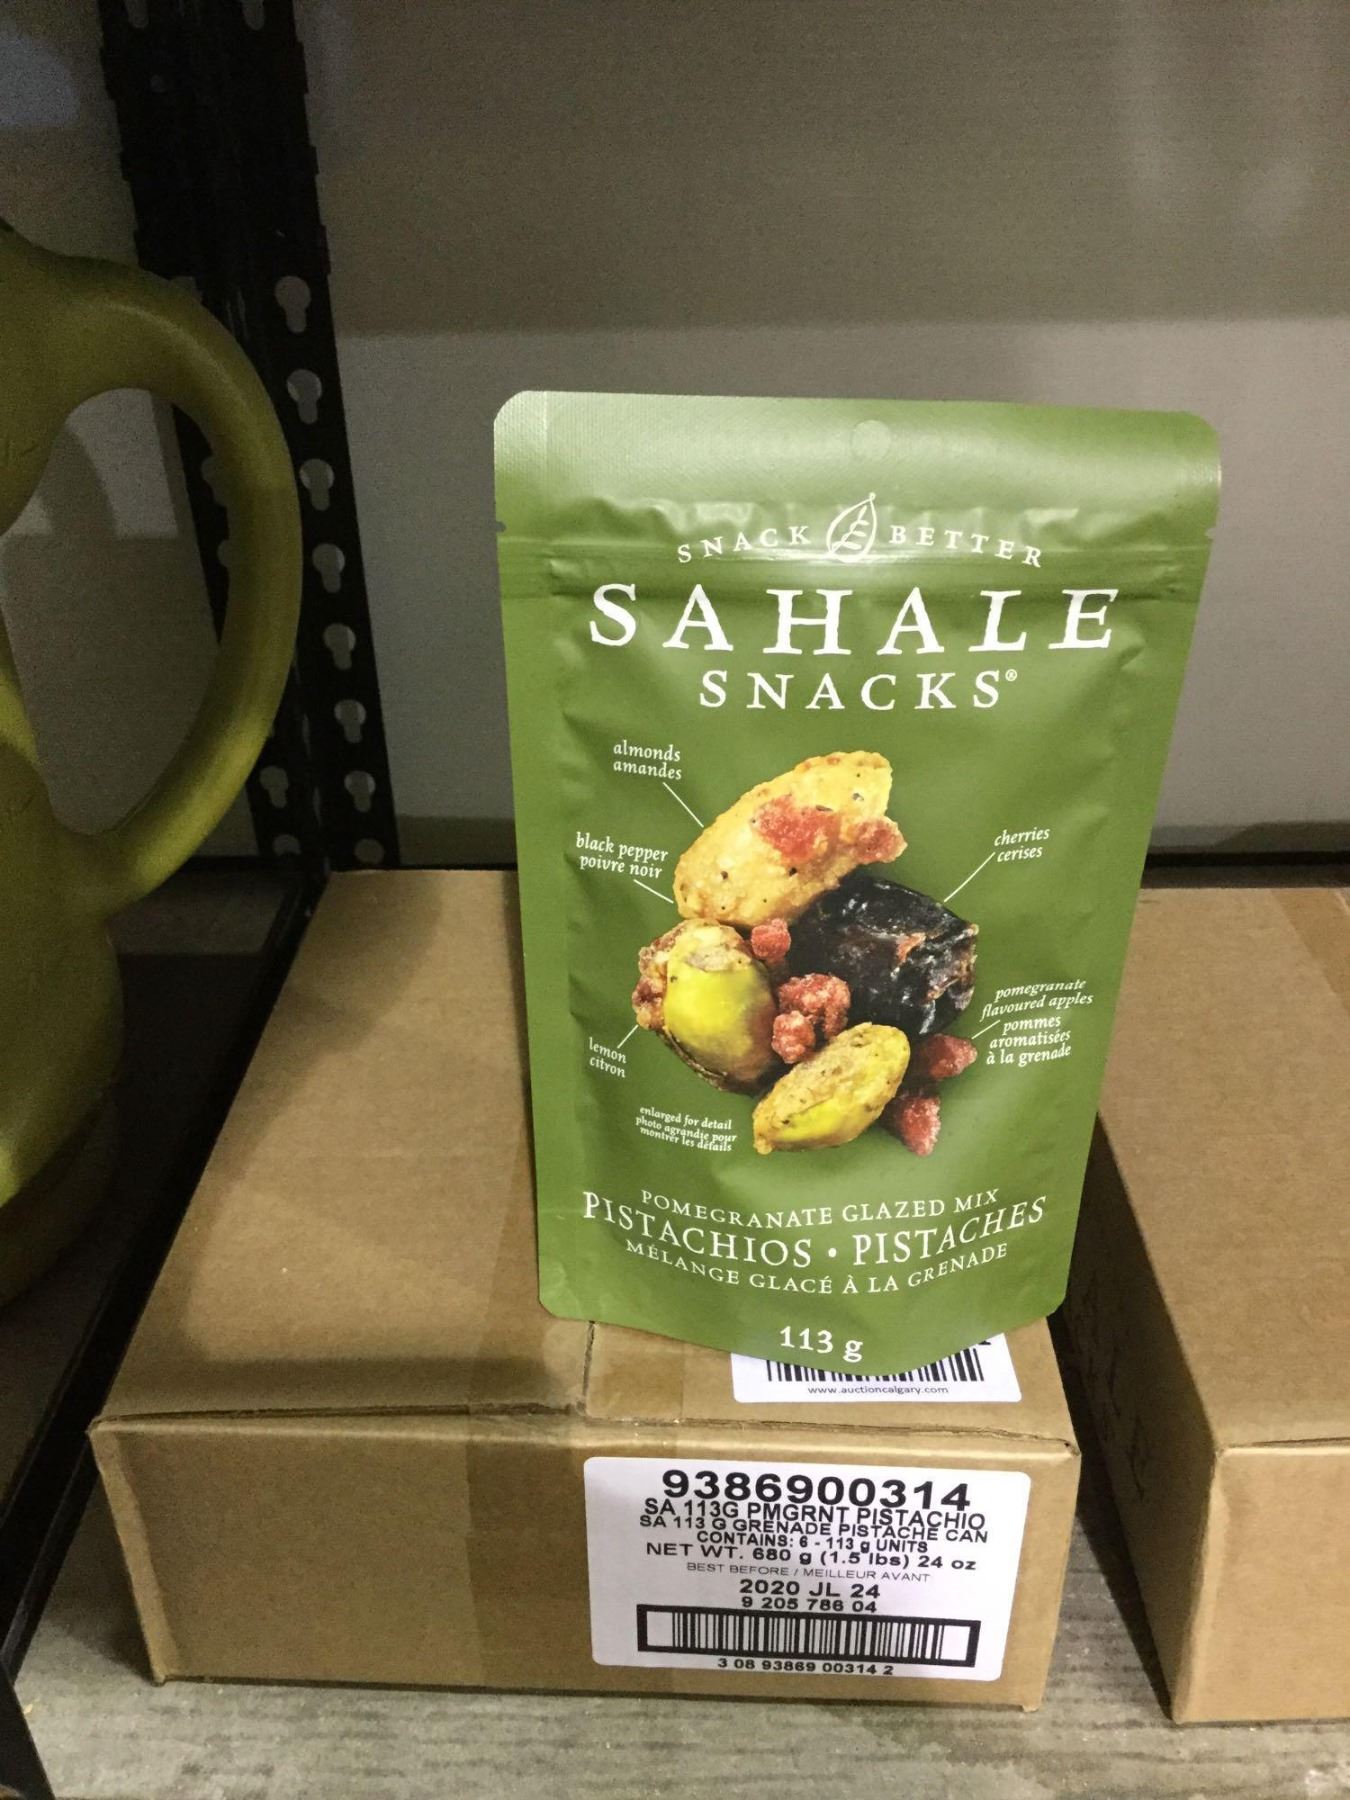 SNACK BETTER
SAHALE
SNACKS®
almonds
amandes
black pepper
poivre noir
cherries
cerises
pomegranate
flavoured apples
pommes
aromatisées
à la grenade
lemon
citron
enlarged for detail
photo agrandie pour
montrer les détails
POMEGRANATE GLAZED MIX
PISTACHIOS • PISTACHES
MÉLANGE GLACÉ À LA GRENADE
113 g
www.auctioncalgary.com
9386900314
SA 113G PMGRNT PISTACHIO
SA 113 G GRENADE PISTACHE CAN
CONTAINS: 6 - 113 g UNITS
NET WT. 680 g (1.5 lbs) 24 oz
BEST BEFORE / MEILLEUR AVANT
2020 JL 24
9 205 786 04
3 08 93869 00314 2